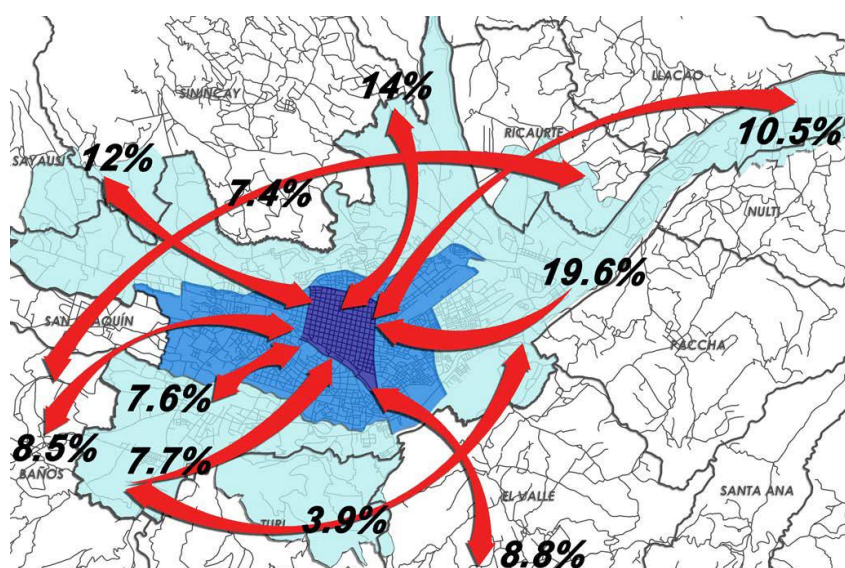 14%
LLACAO
SININCAY
RICAURTE
10.5%
SAYAUSÍ
12%
7.4%
NULTI
19.6%
SAN JOAQUÍN
PACCHA
7.6%
8.5%
7.7%
BAÑOS
EL VALLE
SANTA ANA
TURI
3.9%
8.8%